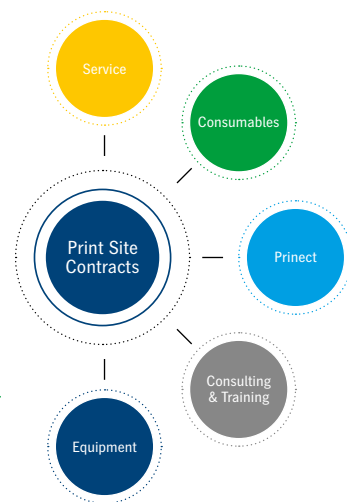 Service
Consumables
Print Site
Contracts
Prinect
Consulting
& Training
Equipment